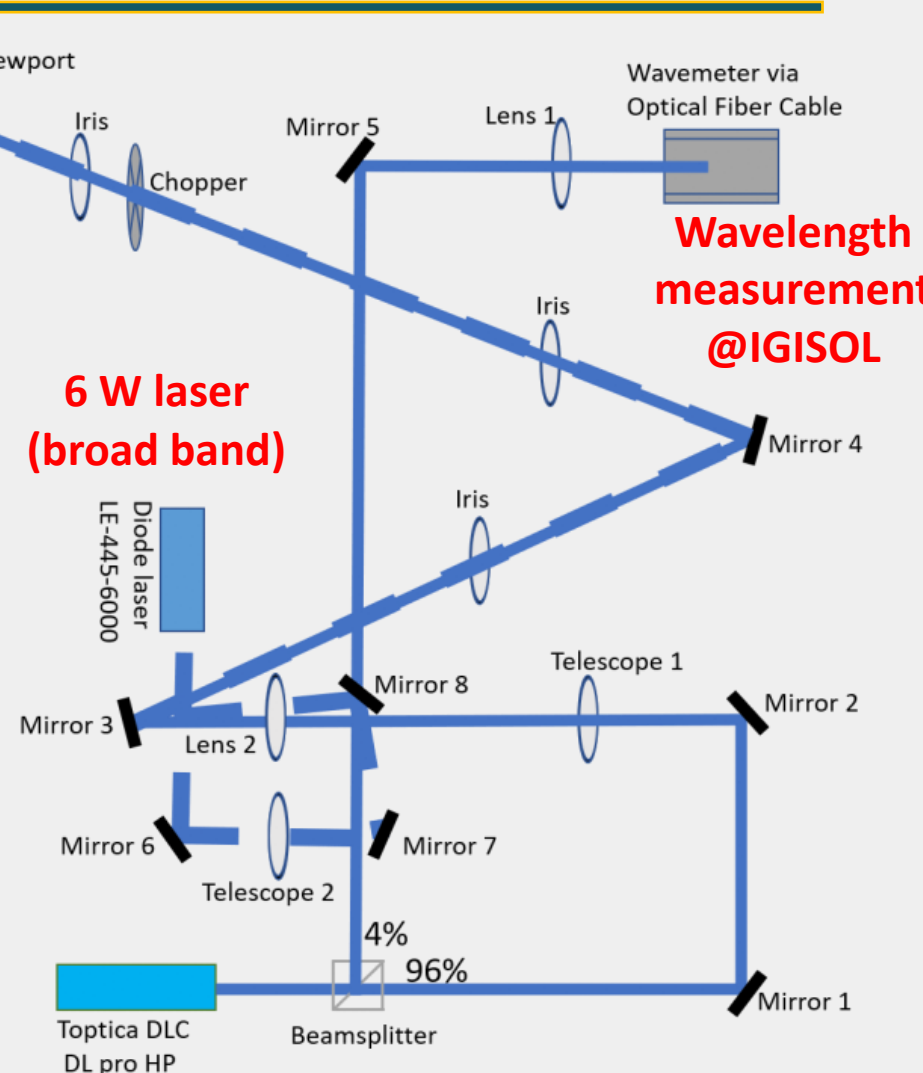 ewport
Iris
Chopper
Mirror 5
Lens 1
Wavemeter via
Optical Fiber Cable
Wavelength
measurement
@IGISOL
Iris
6 W laser
(broad band)
Mirror 4
Iris
Diode laser
LE-445-6000
Telescope 1
Mirror 8
Mirror 2
Mirror 3
Lens 2
Mirror 6
Mirror 7
Telescope 2
4%
96%
Mirror 1
Toptica DLC
DL pro HP
Beamsplitter